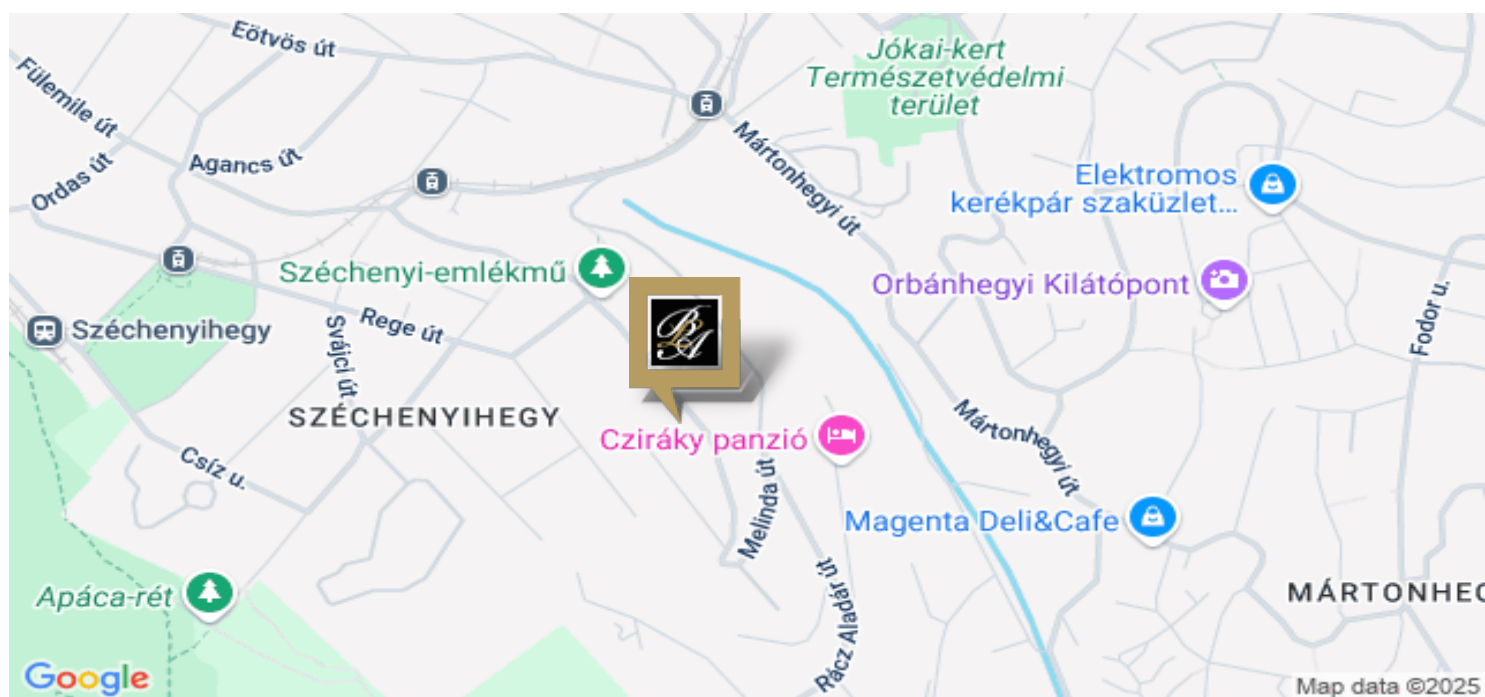 Eötvös út
Fülemile út
Jókai-kert
Természetvédelmi
terület
Mártonhegyi út
Agancs út
Ordas út
Elektromos
kerékpár szaküzlet...
Széchenyi-emlékmű
Orbánhegyi Kilátópont
Fodor u.
Széchenyihegy
Rege út
Svájci út
BLA
SZÉCHENYIHEGY
Mártonhegyi út
Cziráky panzió
Csíz u.
Melinda út
Magenta Deli&Cafe
Apáca-rét
Rácz Aladár út
MÁRTONHEG
Google
Map data ©2025